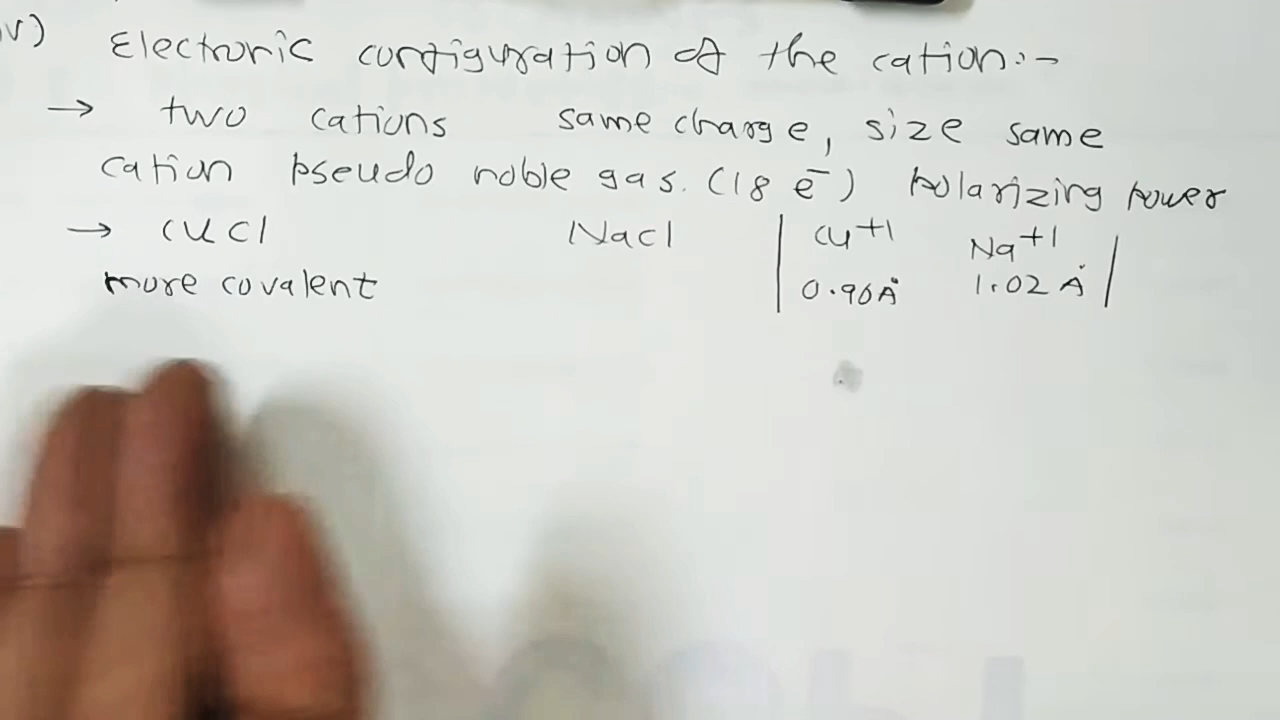 v) Electronic configuration of the cation:-
→ two cations same charge, size same
cation pseudo noble gas. (18 e⁻) polarizing power
→ CuCl NaCl | Cu⁺¹ Na⁺¹ |
more covalent | 0.96Å 1.02 Å |